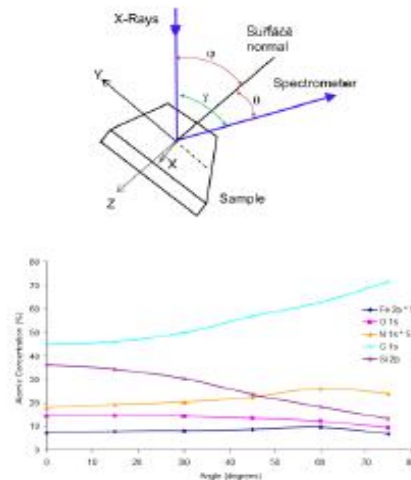 X-Rays
Surface
normal
φ
Spectrometer
Y
γ
θ
X
Z
Sample
80
70
60
50
40
30
20
10
0
Atomic Concentration (%)
0 10 20 30 40 50 60 70 80
Angle (degrees)
O 1s
C 1s
Si 2p